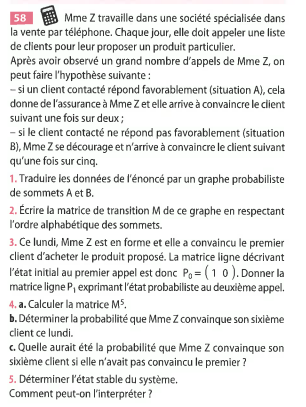 58 Mme Z travaille dans une société spécialisée dans
la vente par téléphone. Chaque jour, elle doit appeler une liste
de clients pour leur proposer un produit particulier.
Après avoir observé un grand nombre d'appels de Mme Z, on
peut faire l'hypothèse suivante :
– si un client contacté répond favorablement (situation A), cela
donne de l'assurance à Mme Z et elle arrive à convaincre le client
suivant une fois sur deux ;
– si le client contacté ne répond pas favorablement (situation
B), Mme Z se décourage et n'arrive à convaincre le client suivant
qu'une fois sur cinq.
1. Traduire les données de l'énoncé par un graphe probabiliste
de sommets A et B.
2. Écrire la matrice de transition M de ce graphe en respectant
l'ordre alphabétique des sommets.
3. Ce lundi, Mme Z est en forme et elle a convaincu le premier
client d'acheter le produit proposé. La matrice ligne décrivant
l'état initial au premier appel est donc P₀ = ( 1 0 ). Donner la
matrice ligne P₁ exprimant l'état probabiliste au deuxième appel.
4. a. Calculer la matrice M⁵.
b. Déterminer la probabilité que Mme Z convainque son sixième
client ce lundi.
c. Quelle aurait été la probabilité que Mme Z convainque son
sixième client si elle n'avait pas convaincu le premier ?
5. Déterminer l'état stable du système.
Comment peut-on l'interpréter ?